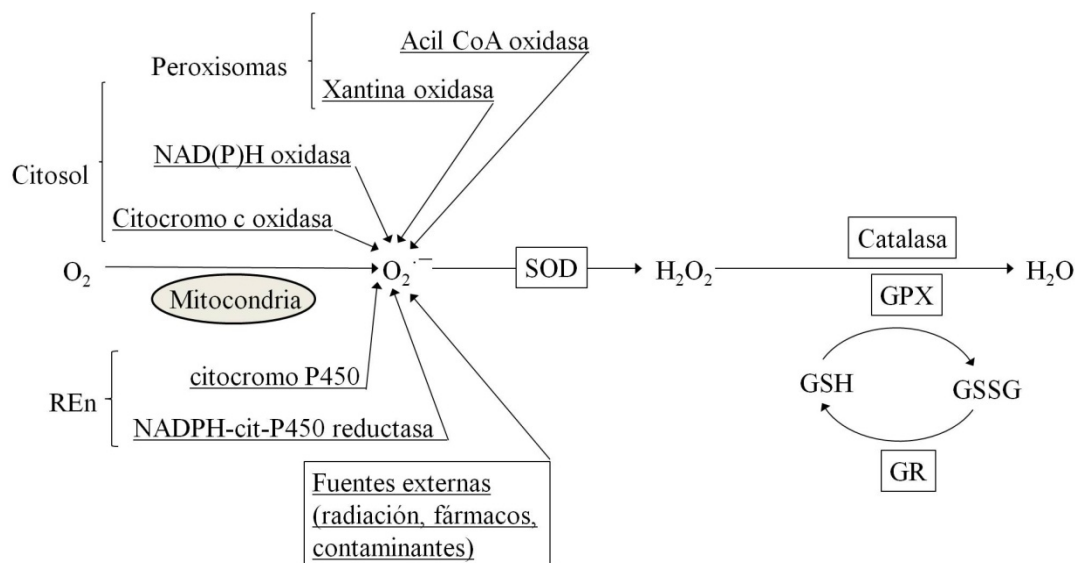 Acil CoA oxidasa
Peroxisomas
Xantina oxidasa
NAD(P)H oxidasa
Citosol
Citocromo c oxidasa
O₂
O₂·⁻
SOD
H₂O₂
Catalasa
H₂O
Mitocondria
GPX
citocromo P450
REn
NADPH-cit-P450 reductasa
GSH
GSSG
GR
Fuentes externas
(radiación, fármacos,
contaminantes)